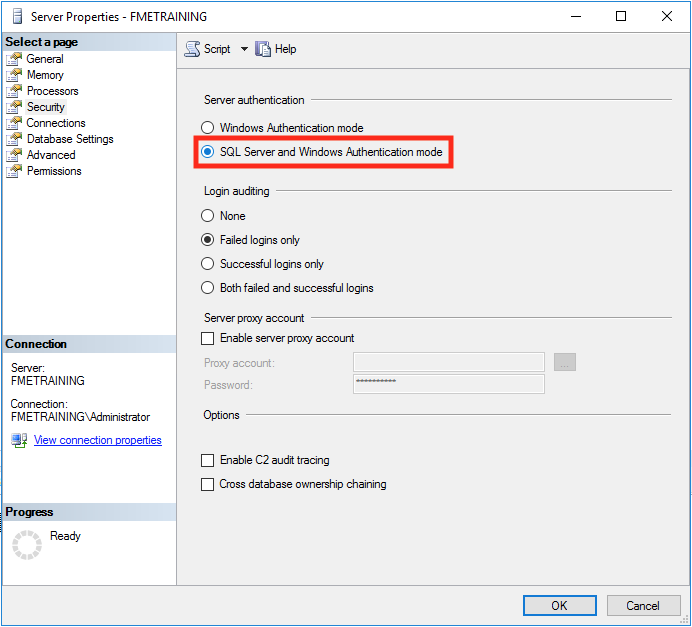 Server Properties - FMETRAINING
Select a page
General
Memory
Processors
Security
Connections
Database Settings
Advanced
Permissions
Connection
Server:
FMETRAINING
Connection:
FMETRAINING\Administrator
View connection properties
Progress
Ready
Script
Help
Server authentication
Windows Authentication mode
SQL Server and Windows Authentication mode
Login auditing
None
Failed logins only
Successful logins only
Both failed and successful logins
Server proxy account
Enable server proxy account
Proxy account:
...
Password:
**********
Options
Enable C2 audit tracing
Cross database ownership chaining
OK
Cancel